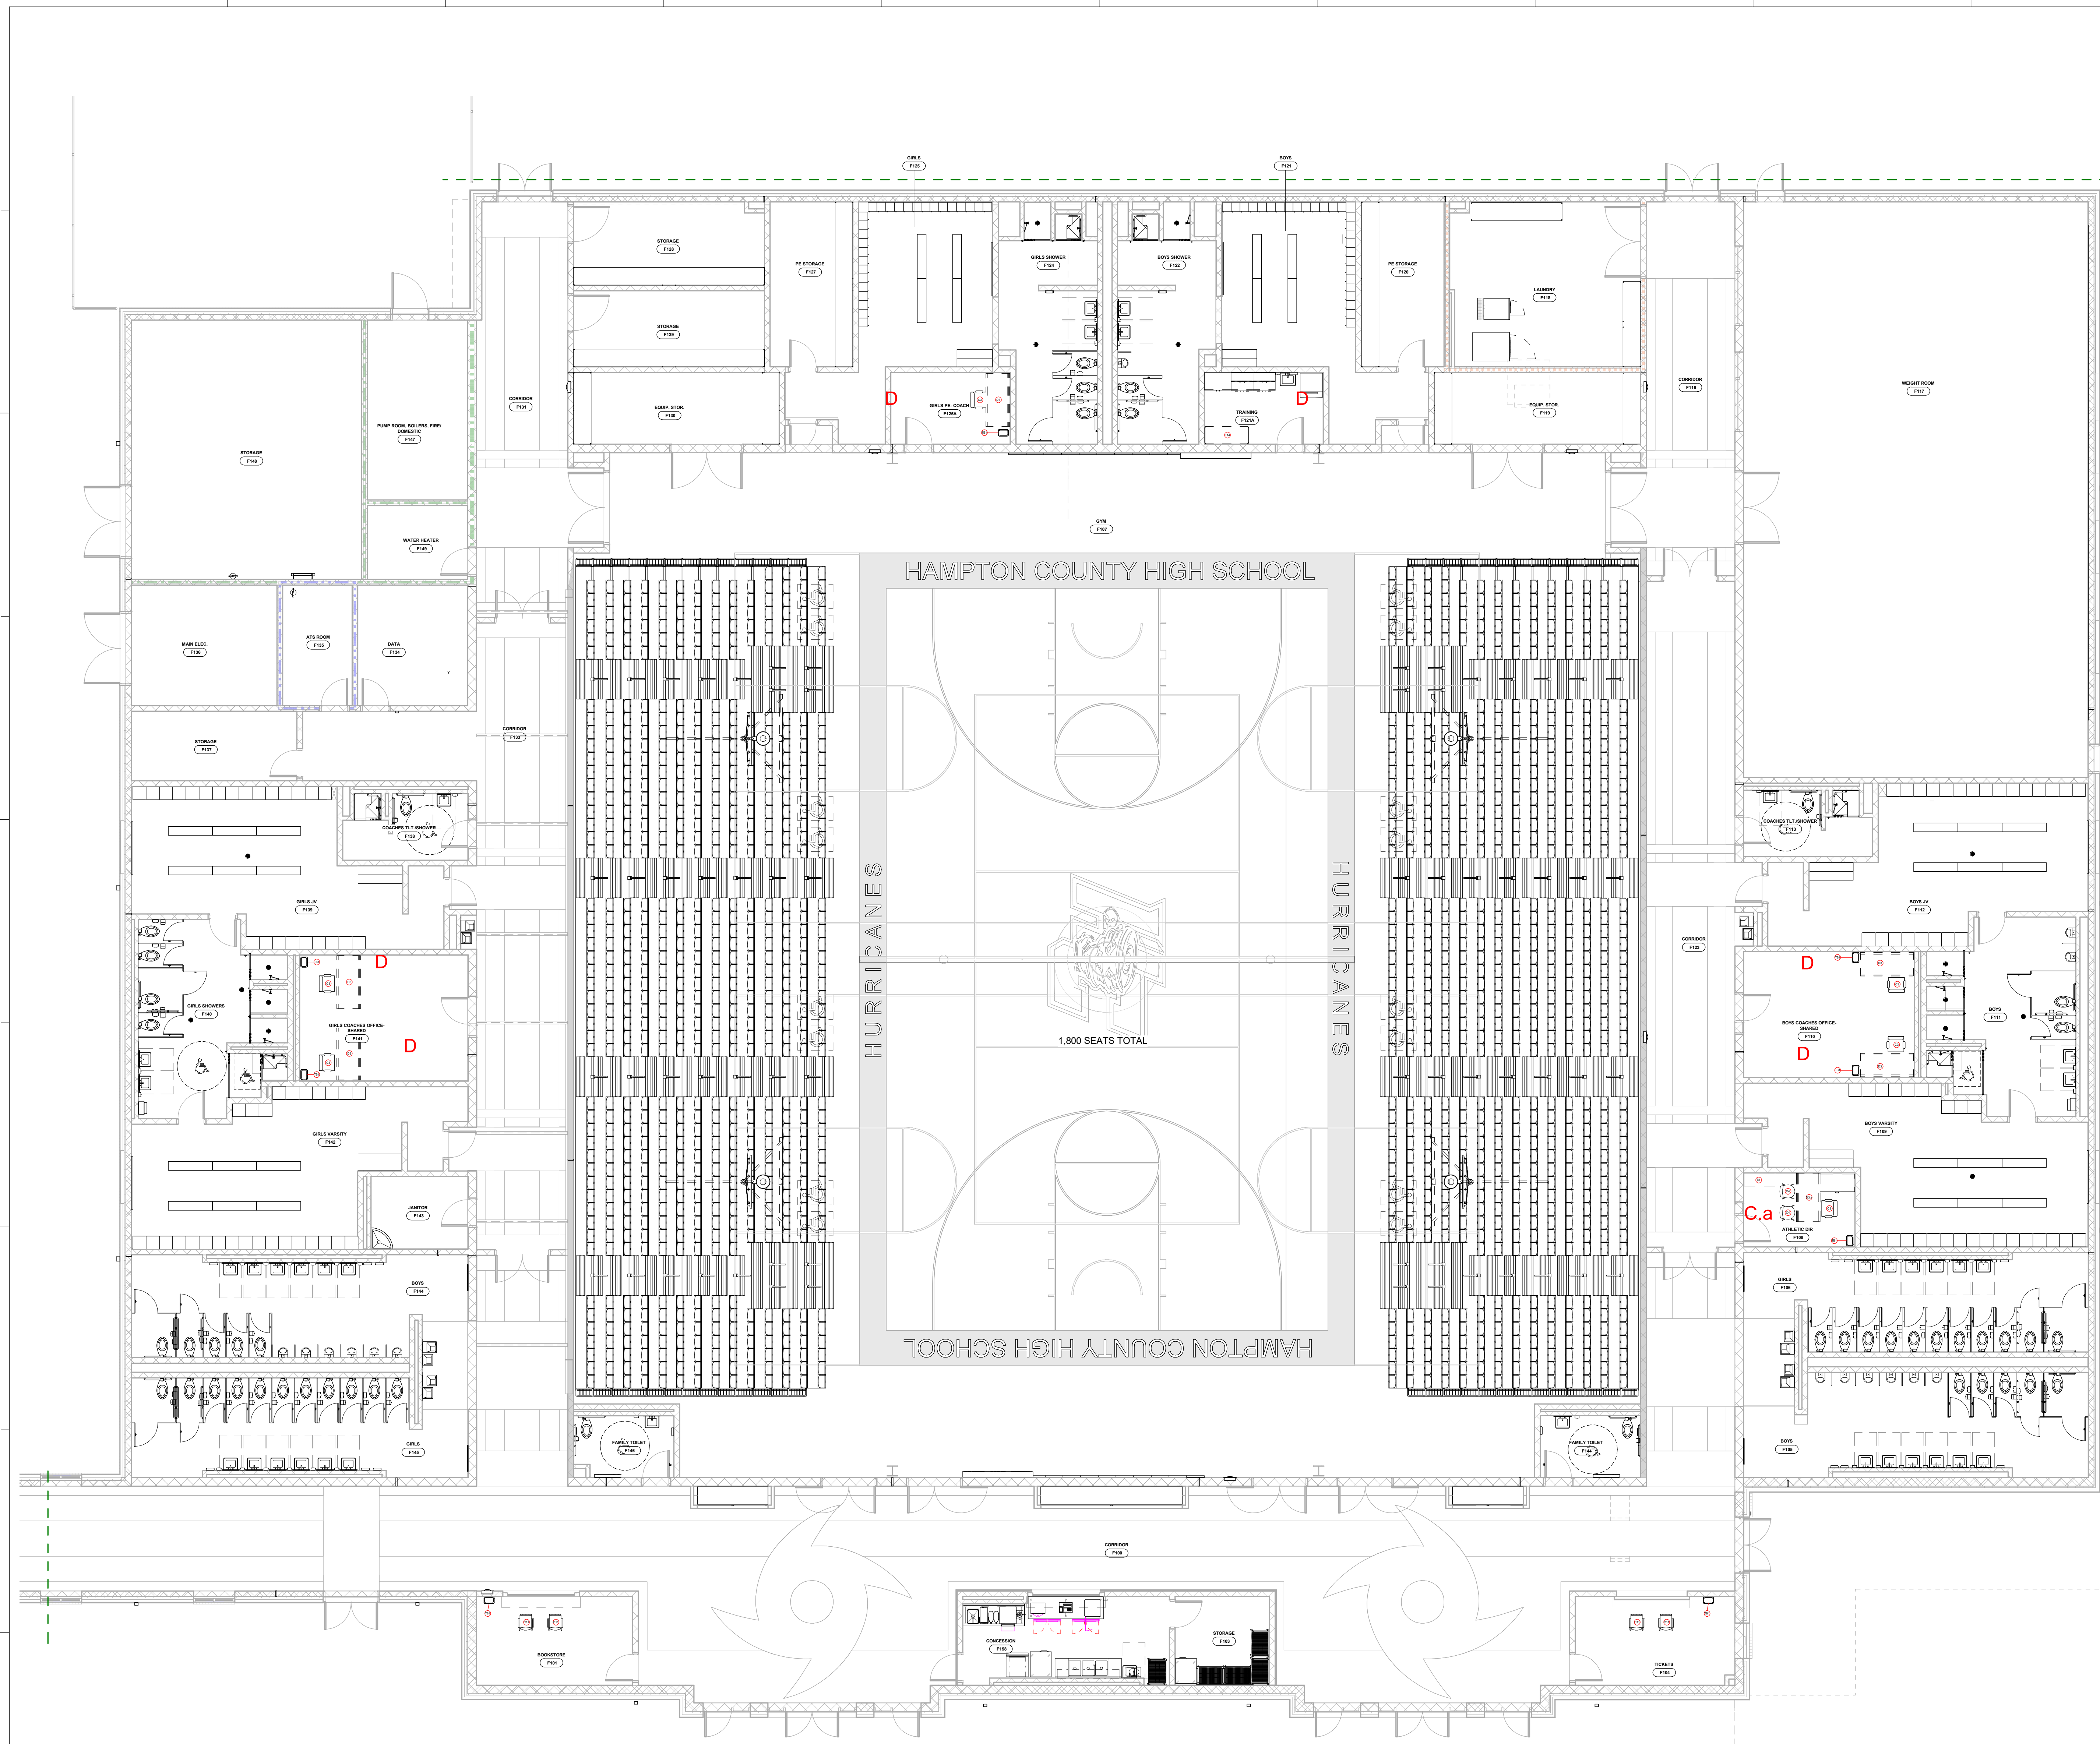 GIRLS
F125
BOYS
F121
STORAGE
F128
PE STORAGE
F127
GIRLS SHOWER
F124
BOYS SHOWER
F122
PE STORAGE
F120
LAUNDRY
F118
STORAGE
F129
CORRIDOR
F131
EQUIP. STOR.
F130
D
GIRLS PE- COACH
F125A
D
TRAINING
F121A
EQUIP. STOR.
F119
CORRIDOR
F116
WEIGHT ROOM
F117
PUMP ROOM, BOILERS, FIRE/
DOMESTIC
F147
STORAGE
F148
WATER HEATER
F149
GYM
F107
HAMPTON COUNTY HIGH SCHOOL
MAIN ELEC.
F136
ATS ROOM
F135
DATA
F134
STORAGE
F137
CORRIDOR
F133
COACHES TLT./SHOWER
F138
COACHES TLT./SHOWER
F113
GIRLS JV
F139
BOYS JV
F112
HURRICANES
HURRICANES
CORRIDOR
F123
D
D
GIRLS SHOWERS
F140
GIRLS COACHES OFFICE-
SHARED
F141
D
BOYS COACHES OFFICE-
SHARED
F110
D
BOYS
F111
1,800 SEATS TOTAL
GIRLS VARSITY
F142
BOYS VARSITY
F109
JANITOR
F143
C.a
ATHLETIC DIR
F108
BOYS
F144
GIRLS
F106
HAMPTON COUNTY HIGH SCHOOL
GIRLS
F145
FAMILY TOILET
F146
FAMILY TOILET
BOYS
F105
CORRIDOR
F100
BOOKSTORE
F101
CONCESSION
STORAGE
F103
TICKETS
F104